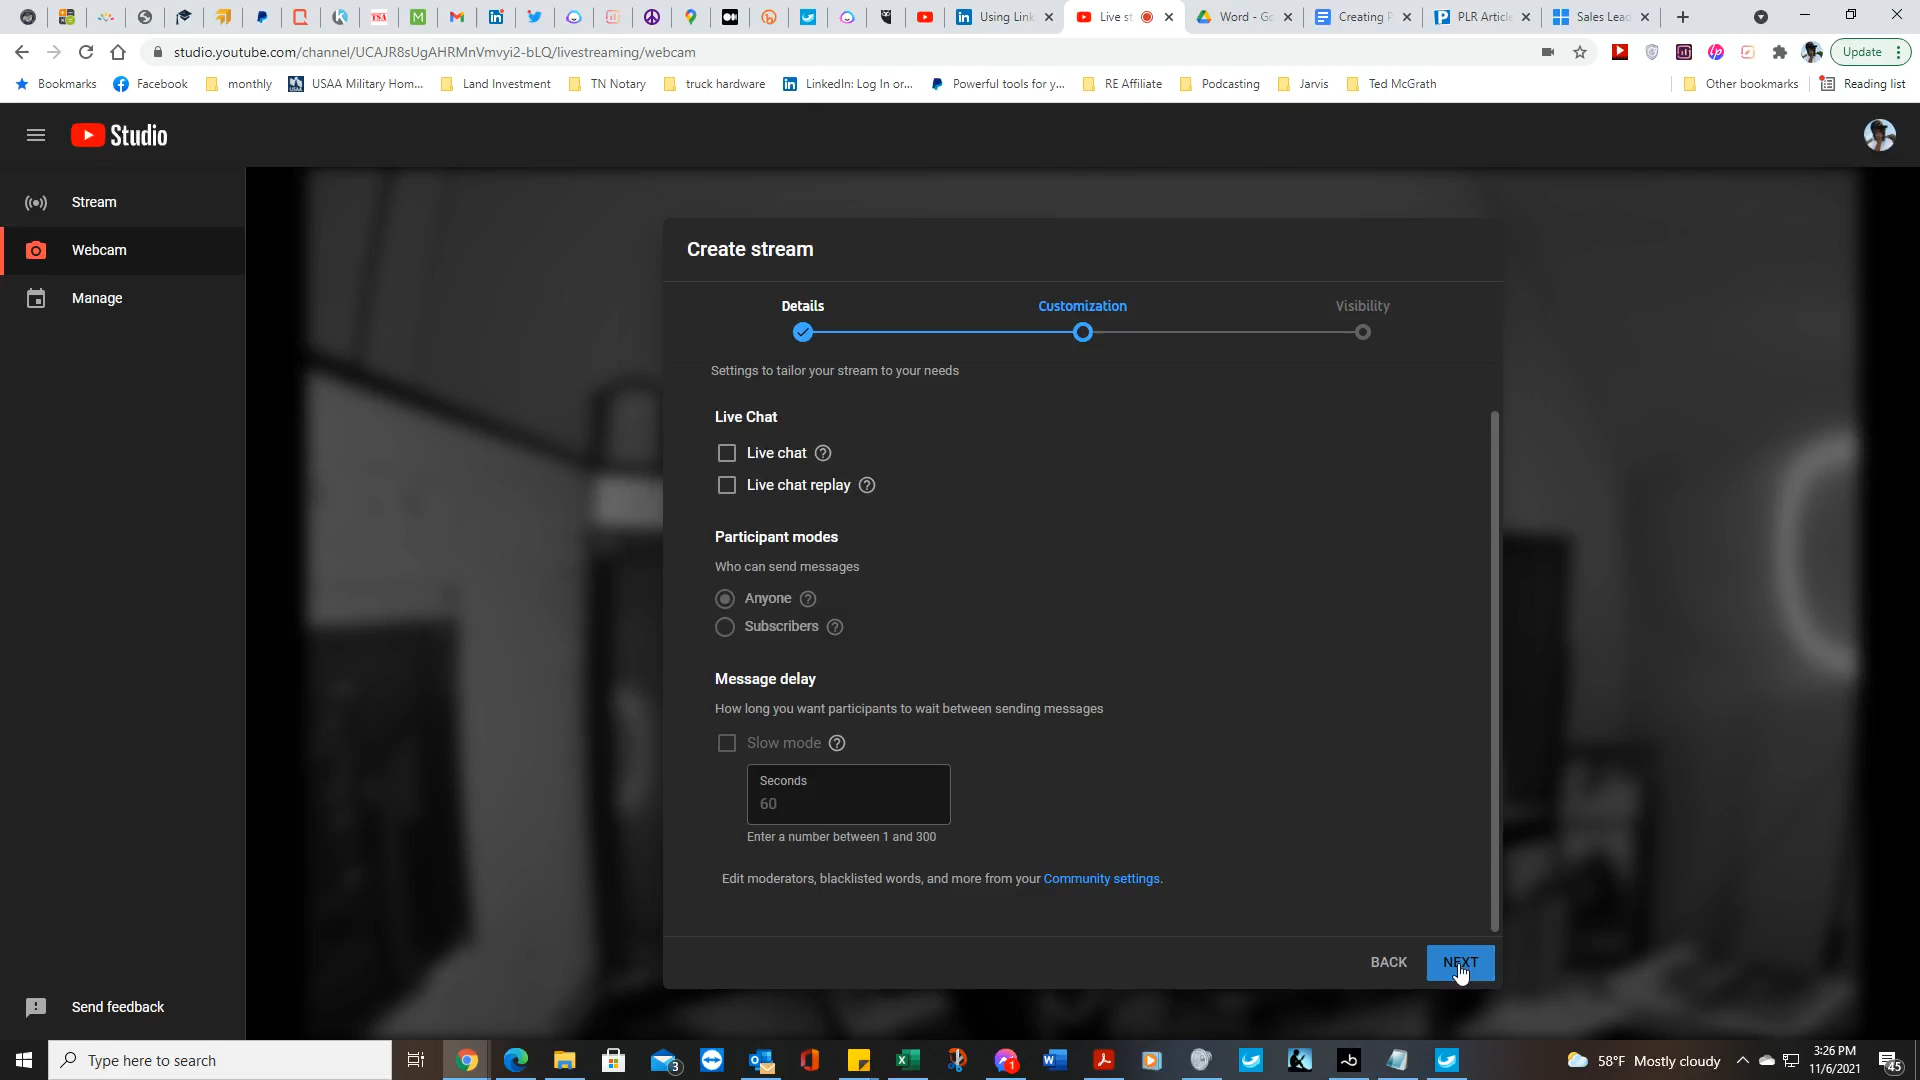 Using Link
Live st
Word - Go
Creating P
PLR Article
Sales Lead
studio.youtube.com/channel/UCAJR8sUgAHRMnVmvyi2-bLQ/livestreaming/webcam
Update
Bookmarks
Facebook
monthly
USAA Military Hom...
Land Investment
TN Notary
truck hardware
LinkedIn: Log In or...
Powerful tools for y...
RE Affiliate
Podcasting
Jarvis
Ted McGrath
Other bookmarks
Reading list
Studio
Stream
Webcam
Manage
Send feedback
Create stream
Details
Customization
Visibility
Settings to tailor your stream to your needs
Live Chat
Live chat
Live chat replay
Participant modes
Who can send messages
Anyone
Subscribers
Message delay
How long you want participants to wait between sending messages
Slow mode
Seconds
60
Enter a number between 1 and 300
Edit moderators, blacklisted words, and more from your Community settings.
BACK
NEXT
Type here to search
3
1
58°F Mostly cloudy
3:26 PM
11/6/2021
45